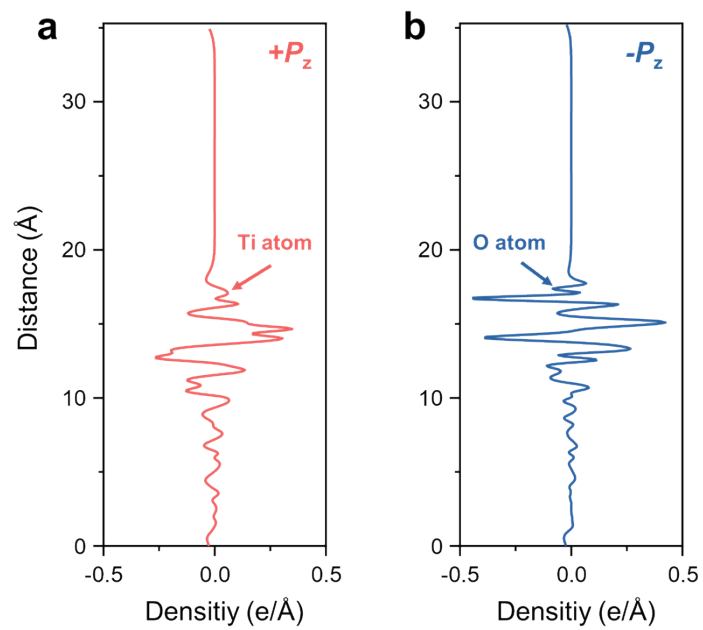 a
b
+Pz
-Pz
Distance (Å)
30
20
10
0
30
20
10
0
Ti atom
O atom
-0.5
0.0
0.5
-0.5
0.0
0.5
Densitiy (e/Å)
Densitiy (e/Å)